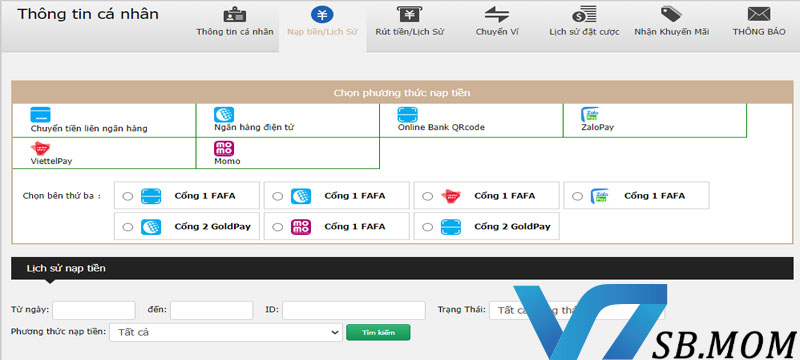 Thông tin cá nhân
Thông tin cá nhân Nạp tiền/Lịch Sử Rút tiền/Lịch Sử Chuyển Ví Lịch sử đặt cược Nhận Khuyến Mãi THÔNG BÁO
Chọn phương thức nạp tiền
Chuyển tiền liên ngân hàng Ngân hàng điện tử Online Bank QRcode ZaloPay
ViettelPay Momo
Chọn bên thứ ba : Cổng 1 FAFA Cổng 1 FAFA Cổng 1 FAFA Cổng 1 FAFA
Cổng 2 GoldPay Cổng 1 FAFA Cổng 2 GoldPay
Lịch sử nạp tiền
Từ ngày: đến: ID: Trạng Thái: Tất cả
Phương thức nạp tiền: Tất cả Tìm kiếm
SB.MOM